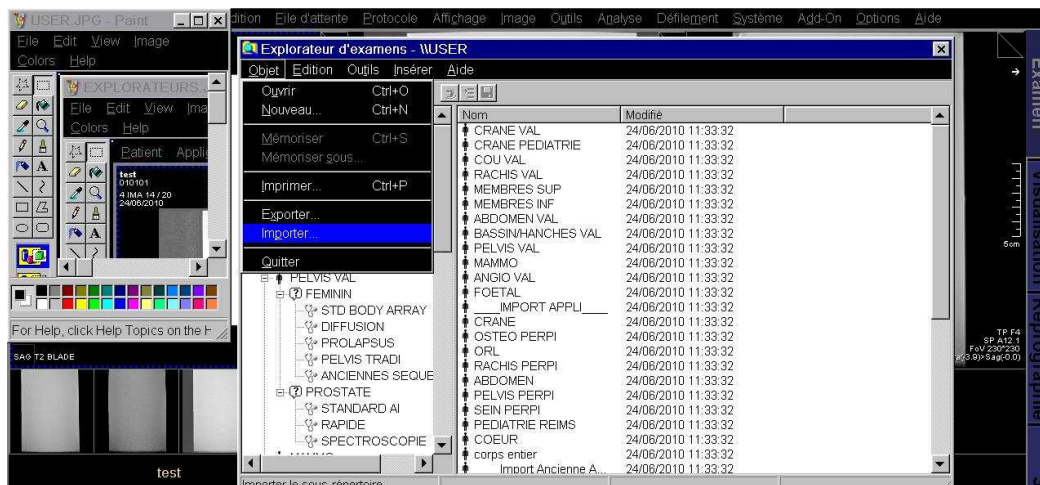 USER.JPG - Paint
File Edit View Image
Colors Help
EXPLORATEURS.
File Edit View Ima
Colors Help
Patient Appli
test
010101
4 IMA 14 / 20
24/06/2010
For Help, click Help Topics on the H
SAG T2 BLADE
test
dition File d'attente Protocole Affichage Image Outils Analyse Défilement Système Add-On Options Aide
Explorateur d'examens - \\USER
Objet Edition Outils Insérer Aide
Ouvrir Ctrl+O
Nouveau... Ctrl+N
Mémoriser Ctrl+S
Mémoriser sous...
Imprimer... Ctrl+P
Exporter...
Importer...
Quitter
PELVIS VAL
FEMININ
STD BODY ARRAY
DIFFUSION
PROLAPSUS
PELVIS TRADI
ANCIENNES SEQUE
PROSTATE
STANDARD AI
RAPIDE
SPECTROSCOPIE
Nom Modifié
CRANE VAL 24/06/2010 11:33:32
CRANE PEDIATRIE 24/06/2010 11:33:32
COU VAL 24/06/2010 11:33:32
RACHIS VAL 24/06/2010 11:33:32
MEMBRES SUP 24/06/2010 11:33:32
MEMBRES INF 24/06/2010 11:33:32
ABDOMEN VAL 24/06/2010 11:33:32
BASSIN/HANCHES VAL 24/06/2010 11:33:32
PELVIS VAL 24/06/2010 11:33:32
MAMMO 24/06/2010 11:33:32
ANGIO VAL 24/06/2010 11:33:32
FOETAL 24/06/2010 11:33:32
____IMPORT APPLI____ 24/06/2010 11:33:32
CRANE 24/06/2010 11:33:32
OSTEO PERPI 24/06/2010 11:33:32
ORL 24/06/2010 11:33:32
RACHIS PERPI 24/06/2010 11:33:32
ABDOMEN 24/06/2010 11:33:32
PELVIS PERPI 24/06/2010 11:33:32
SEIN PERPI 24/06/2010 11:33:32
PEDIATRIE REIMS 24/06/2010 11:33:32
COEUR 24/06/2010 11:33:32
corps entier 24/06/2010 11:33:32
Import Ancienne A... 24/06/2010 11:33:32
Importer le sous-répertoire
Examen
Visualisation
Reprographie
5cm
TP F4
SP A12.1
FoV 230*230
3.9)>Sag(-0.0)